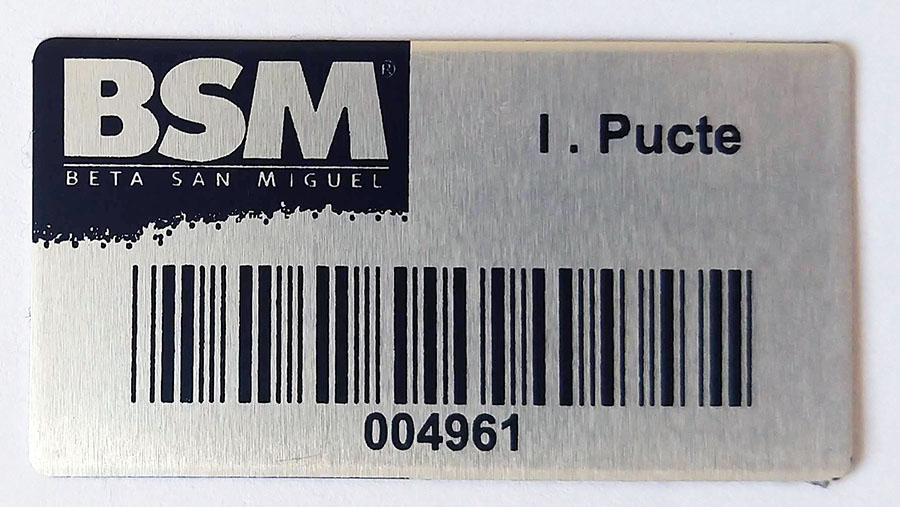 BSM®
BETA SAN MIGUEL
I . Pucte
004961